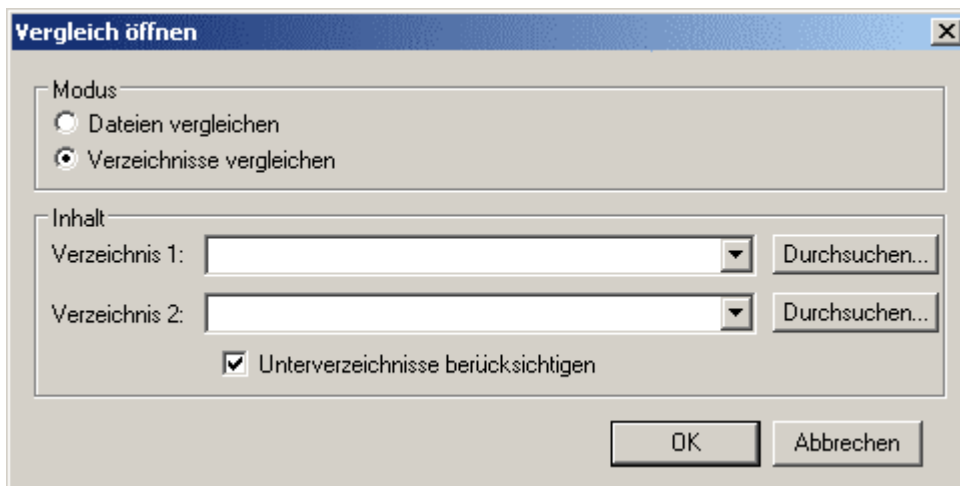 Vergleich öffnen
Modus
Dateien vergleichen
Verzeichnisse vergleichen
Inhalt
Verzeichnis 1: Durchsuchen...
Verzeichnis 2: Durchsuchen...
Unterverzeichnisse berücksichtigen
OK Abbrechen